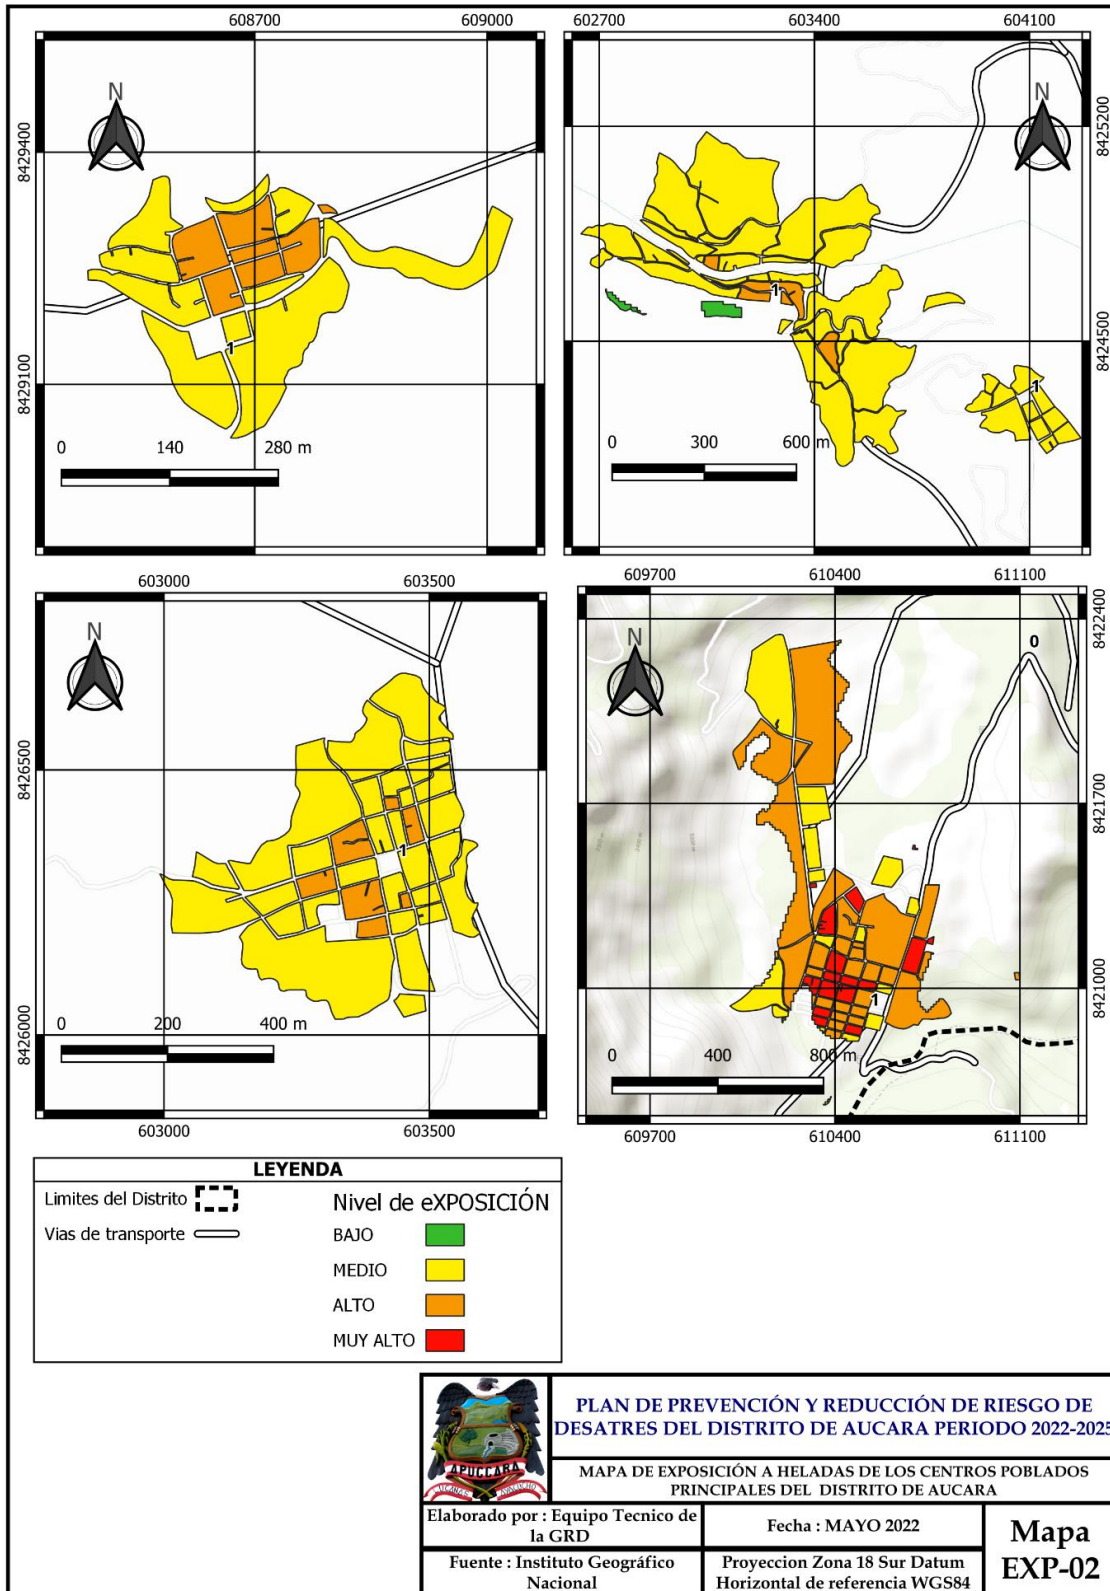 608700
609000
N
8429400
8429100
1
0
140
280 m
602700
603400
604100
N
8425200
8424500
1
1
0
300
600 m
603000
603500
N
8426500
8426000
1
0
200
400 m
603000
603500
609700
610400
611100
N
8422400
8421700
8421000
0
1
0
400
800 m
609700
610400
611100
LEYENDA
Limites del Distrito
Vias de transporte
Nivel de eXPOSICIÓN
BAJO
MEDIO
ALTO
MUY ALTO
APUCCARA
PLAN DE PREVENCIÓN Y REDUCCIÓN DE RIESGO DE
DESATRES DEL DISTRITO DE AUCARA PERIODO 2022-2025
MAPA DE EXPOSICIÓN A HELADAS DE LOS CENTROS POBLADOS
PRINCIPALES DEL DISTRITO DE AUCARA
Elaborado por : Equipo Tecnico de
la GRD
Fecha : MAYO 2022
Mapa
EXP-02
Fuente : Instituto Geográfico
Nacional
Proyeccion Zona 18 Sur Datum
Horizontal de referencia WGS84